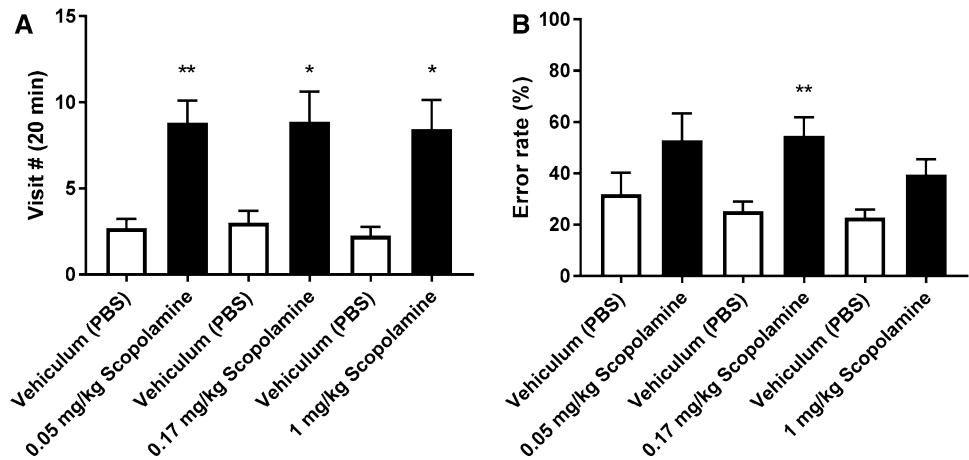 A
Visit # (20 min)
15
10
5
0
**
*
*
Vehiculum (PBS)
0.05 mg/kg Scopolamine
Vehiculum (PBS)
0.17 mg/kg Scopolamine
Vehiculum (PBS)
1 mg/kg Scopolamine
B
Error rate (%)
100
80
60
40
20
0
**
Vehiculum (PBS)
0.05 mg/kg Scopolamine
Vehiculum (PBS)
0.17 mg/kg Scopolamine
Vehiculum (PBS)
1 mg/kg Scopolamine